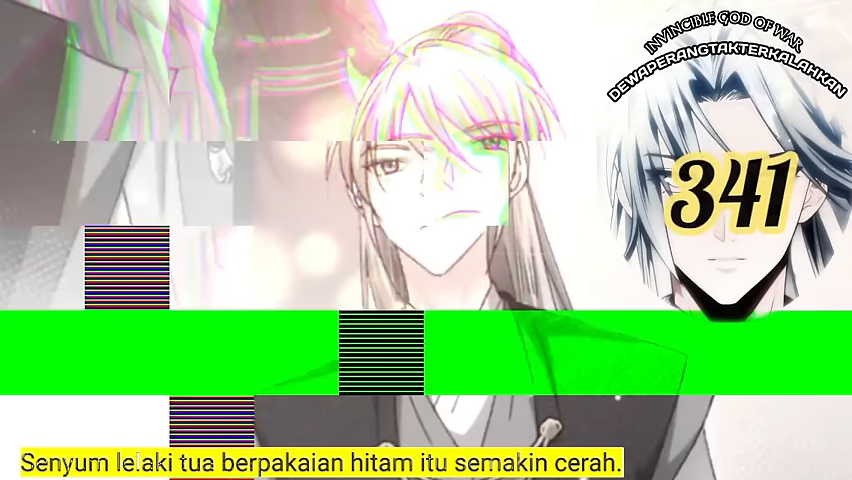 INVINCIBLE GOD OF WAR
DEWAPERANGTAKTERKALAHKAN
341
Senyum lelaki tua berpakaian hitam itu semakin cerah.